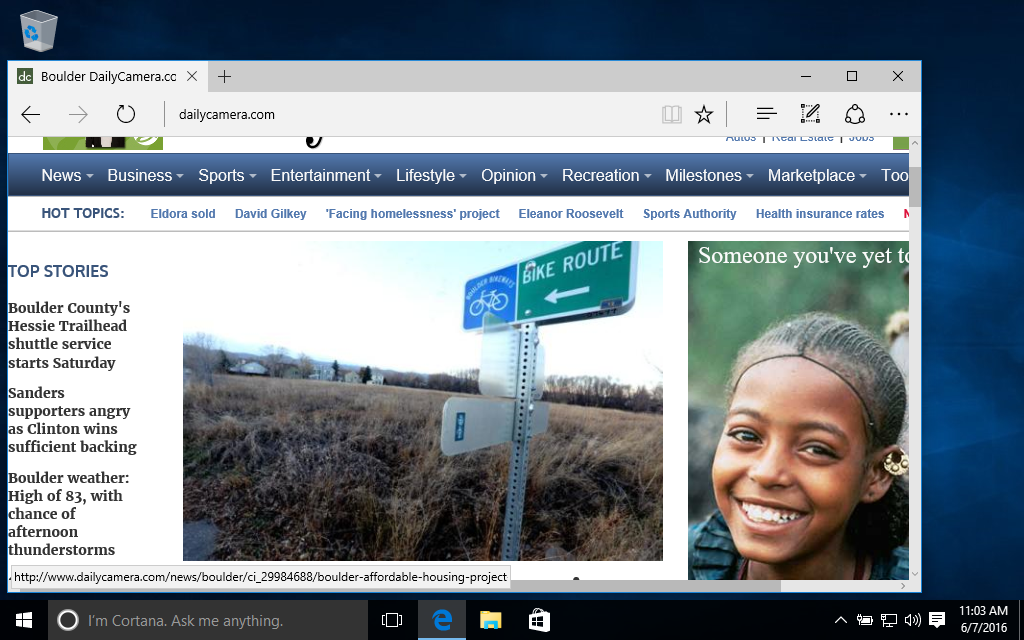 dc Boulder DailyCamera.cc
dailycamera.com
Autos | Real Estate | Jobs
News Business Sports Entertainment Lifestyle Opinion Recreation Milestones Marketplace Too
HOT TOPICS: Eldora sold David Gilkey 'Facing homelessness' project Eleanor Roosevelt Sports Authority Health insurance rates
TOP STORIES
Boulder County's
Hessie Trailhead
shuttle service
starts Saturday
Sanders
supporters angry
as Clinton wins
sufficient backing
Boulder weather:
High of 83, with
chance of
afternoon
thunderstorms
BIKE ROUTE
Someone you've yet to
http://www.dailycamera.com/news/boulder/ci_29984688/boulder-affordable-housing-project
I'm Cortana. Ask me anything.
11:03 AM
6/7/2016